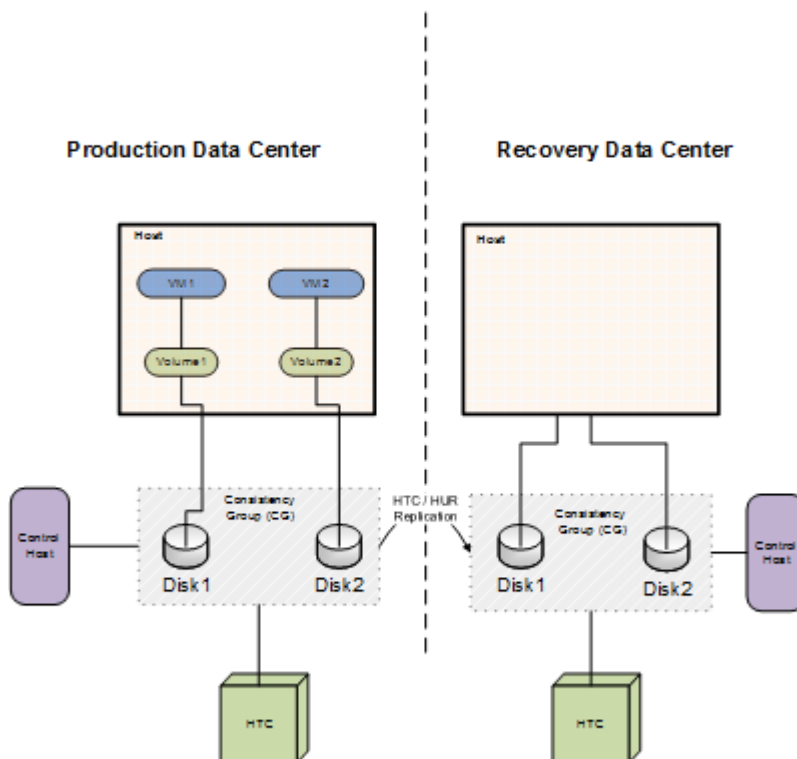 Production Data Center
Recovery Data Center
Host
VM1
VM2
Volume1
Volume2
Host
Control
Host
Consistency
Group (CG)
Disk1
Disk2
HTC / HUR
Replication
Consistency
Group (CG)
Disk1
Disk2
Control
Host
HTC
HTC